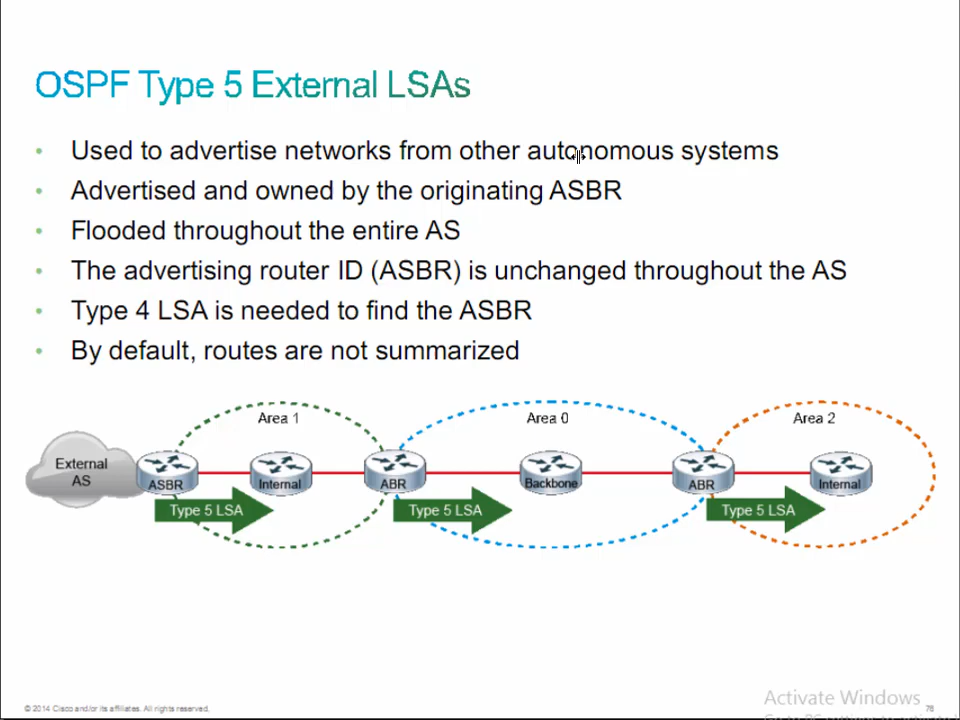 OSPF Type 5 External LSAs
• Used to advertise networks from other autonomous systems
• Advertised and owned by the originating ASBR
• Flooded throughout the entire AS
• The advertising router ID (ASBR) is unchanged throughout the AS
• Type 4 LSA is needed to find the ASBR
• By default, routes are not summarized
Area 1
Area 0
Area 2
External
AS
ASBR
Internal
ABR
Backbone
ABR
Internal
Type 5 LSA
Type 5 LSA
Type 5 LSA
© 2014 Cisco and/or its affiliates. All rights reserved.
Activate Windows
76